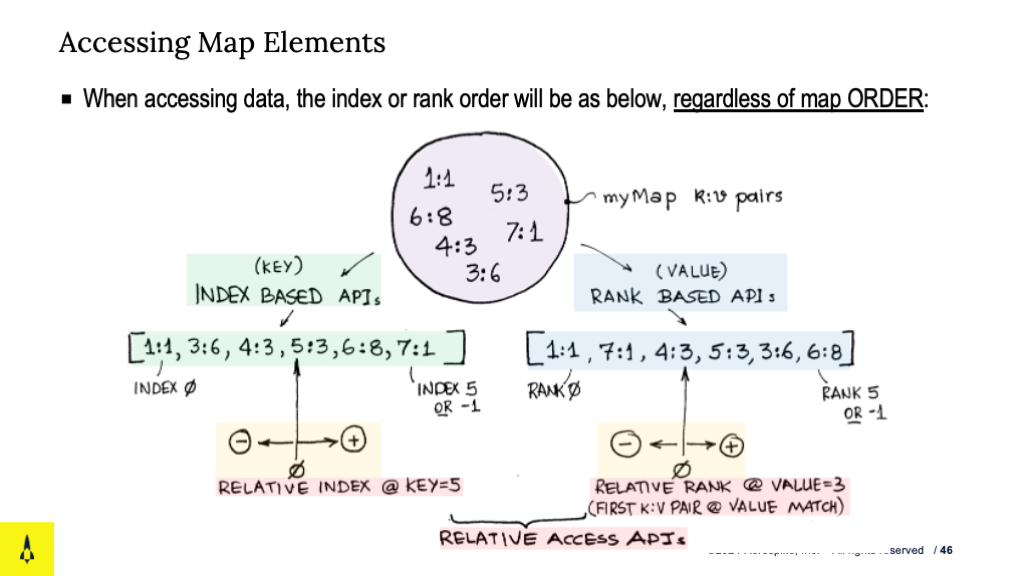 Accessing Map Elements
▪ When accessing data, the index or rank order will be as below, regardless of map ORDER:
1:1
5:3
6:8
7:1
4:3
3:6
myMap k:v pairs
(KEY)
INDEX BASED APIs
(VALUE)
RANK BASED APIs
[1:1, 3:6, 4:3, 5:3, 6:8, 7:1]
[1:1, 7:1, 4:3, 5:3, 3:6, 6:8]
INDEX Ø
INDEX 5
OR -1
RANK Ø
RANK 5
OR -1
- +
Ø
RELATIVE INDEX @ KEY=5
- +
Ø
RELATIVE RANK @ VALUE=3
(FIRST K:V PAIR @ VALUE MATCH)
RELATIVE ACCESS APIs
served / 46